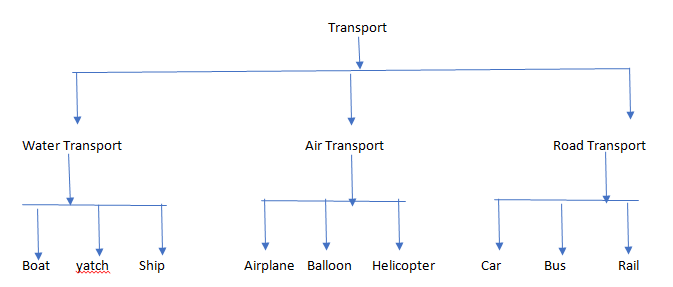 Transport
Water Transport Air Transport Road Transport
Boat yatch Ship Airplane Balloon Helicopter Car Bus Rail